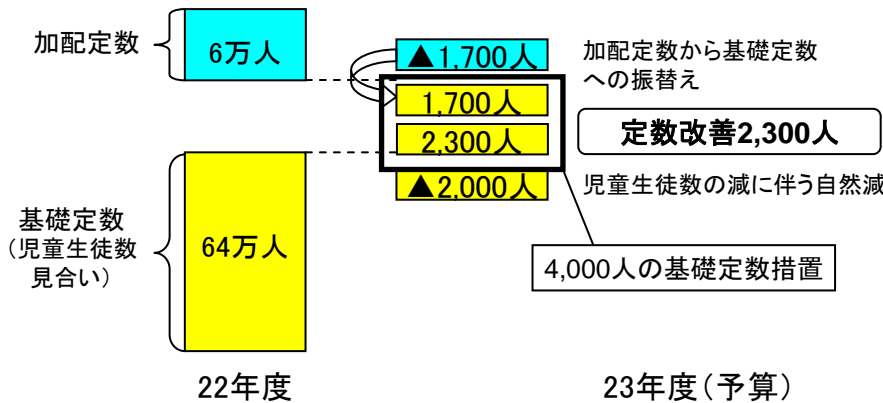 加配定数
6万人
▲1,700人
加配定数から基礎定数
への振替え
1,700人
定数改善2,300人
2,300人
▲2,000人
児童生徒数の減に伴う自然減
基礎定数
(児童生徒数
見合い)
64万人
4,000人の基礎定数措置
22年度
23年度(予算)